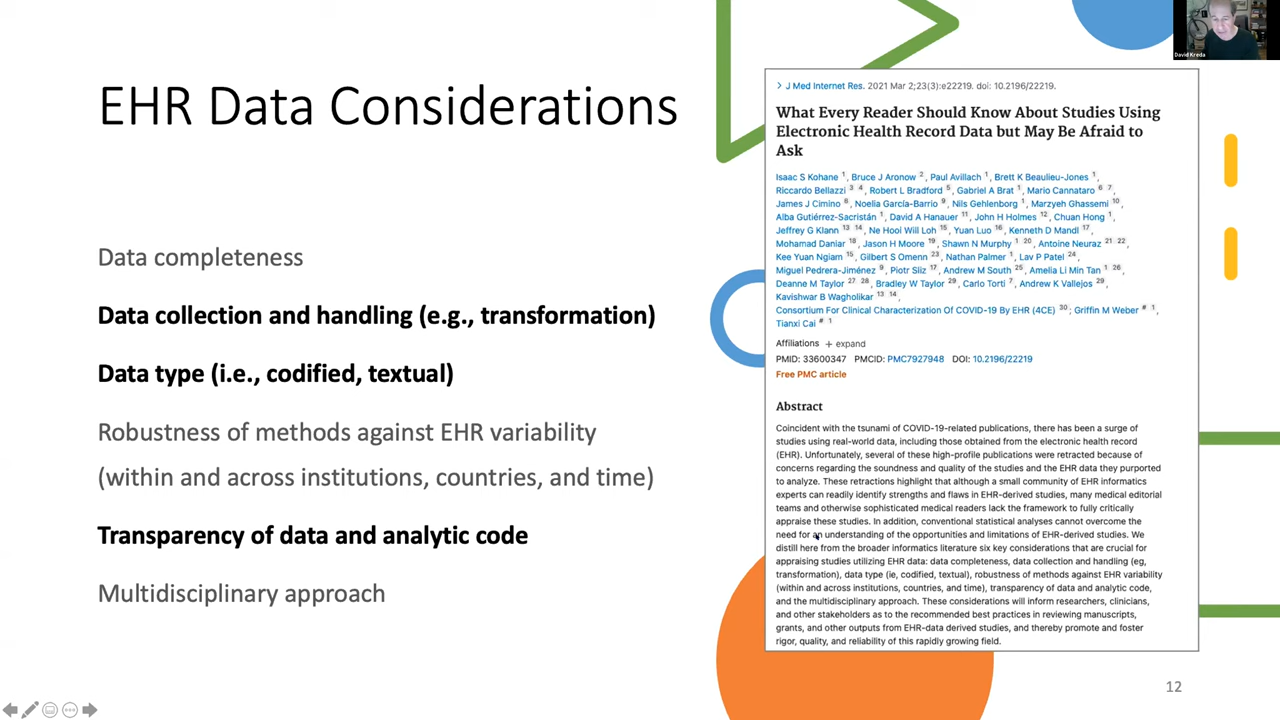 EHR Data Considerations
Data completeness
Data collection and handling (e.g., transformation)
Data type (i.e., codified, textual)
Robustness of methods against EHR variability
(within and across institutions, countries, and time)
Transparency of data and analytic code
Multidisciplinary approach
David Kreda
> J Med Internet Res. 2021 Mar 2;23(3):e22219. doi: 10.2196/22219.
What Every Reader Should Know About Studies Using
Electronic Health Record Data but May Be Afraid to
Ask
Isaac S Kohane 1, Bruce J Aronow 2, Paul Avillach 1, Brett K Beaulieu-Jones 1,
Riccardo Bellazzi 3 4, Robert L Bradford 5, Gabriel A Brat 1, Mario Cannataro 6 7,
James J Cimino 8, Noelia García-Barrio 9, Nils Gehlenborg 1, Marzyeh Ghassemi 10,
Alba Gutiérrez-Sacristán 1, David A Hanauer 11, John H Holmes 12, Chuan Hong 1,
Jeffrey G Klann 13 14, Ne Hooi Will Loh 15, Yuan Luo 16, Kenneth D Mandl 17,
Mohamad Daniar 18, Jason H Moore 19, Shawn N Murphy 1 20, Antoine Neuraz 21 22,
Kee Yuan Ngiam 15, Gilbert S Omenn 23, Nathan Palmer 1, Lav P Patel 24,
Miguel Pedrera-Jiménez 9, Piotr Sliz 17, Andrew M South 25, Amelia Li Min Tan 1 26,
Deanne M Taylor 27 28, Bradley W Taylor 29, Carlo Torti 7, Andrew K Vallejos 29,
Kavishwar B Wagholikar 13 14,
Consortium For Clinical Characterization Of COVID-19 By EHR (4CE) 30; Griffin M Weber # 1,
Tianxi Cai # 1
Affiliations + expand
PMID: 33600347 PMCID: PMC7927948 DOI: 10.2196/22219
Free PMC article
Abstract
Coincident with the tsunami of COVID-19-related publications, there has been a surge of
studies using real-world data, including those obtained from the electronic health record
(EHR). Unfortunately, several of these high-profile publications were retracted because of
concerns regarding the soundness and quality of the studies and the EHR data they purported
to analyze. These retractions highlight that although a small community of EHR informatics
experts can readily identify strengths and flaws in EHR-derived studies, many medical editorial
teams and otherwise sophisticated medical readers lack the framework to fully critically
appraise these studies. In addition, conventional statistical analyses cannot overcome the
need for an understanding of the opportunities and limitations of EHR-derived studies. We
distill here from the broader informatics literature six key considerations that are crucial for
appraising studies utilizing EHR data: data completeness, data collection and handling (eg,
transformation), data type (ie, codified, textual), robustness of methods against EHR variability
(within and across institutions, countries, and time), transparency of data and analytic code,
and the multidisciplinary approach. These considerations will inform researchers, clinicians,
and other stakeholders as to the recommended best practices in reviewing manuscripts,
grants, and other outputs from EHR-data derived studies, and thereby promote and foster
rigor, quality, and reliability of this rapidly growing field.
12